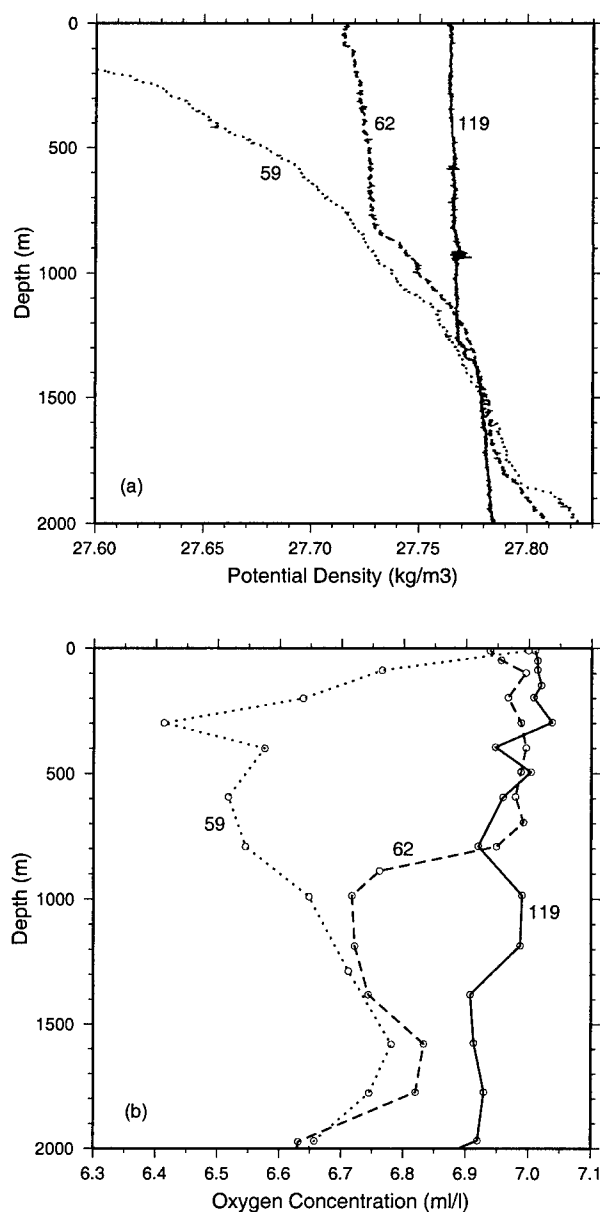 0
500
1000
1500
2000
Depth (m)
59
62
119
(a)
27.60 27.65 27.70 27.75 27.80
Potential Density (kg/m3)
0
500
1000
1500
2000
Depth (m)
59
62
119
(b)
6.3 6.4 6.5 6.6 6.7 6.8 6.9 7.0 7.1
Oxygen Concentration (ml/l)